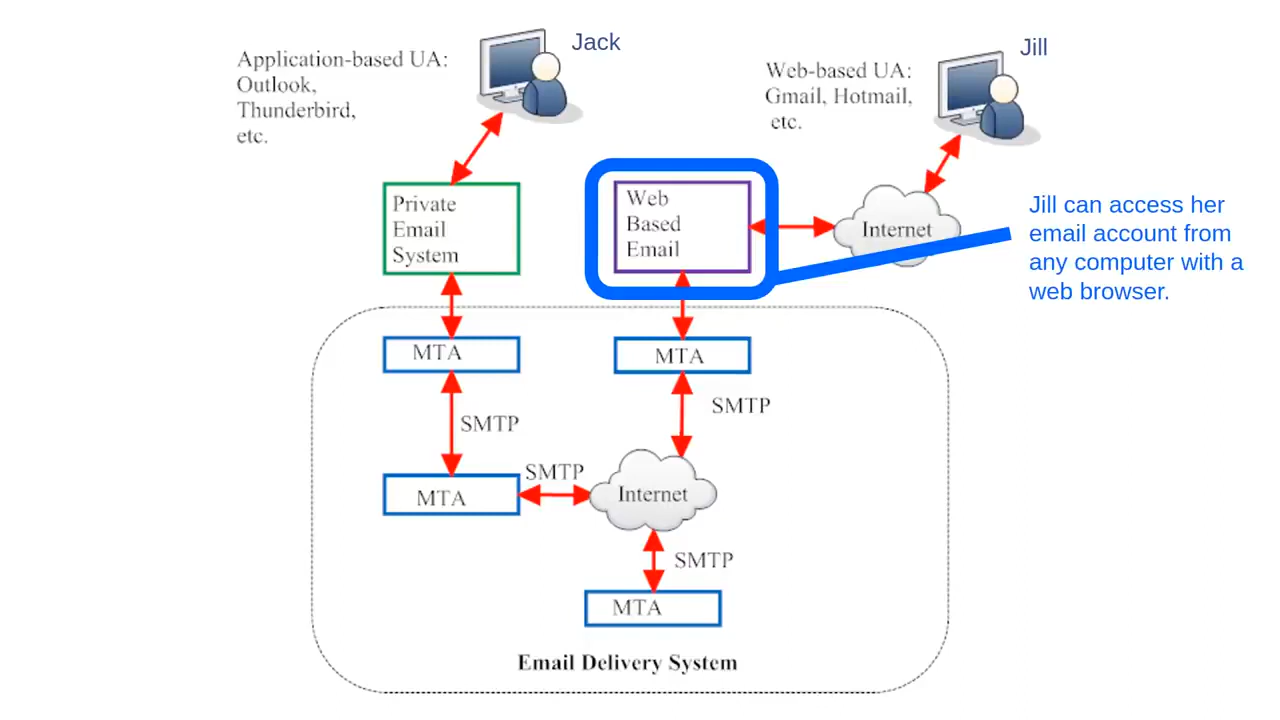 Jack
Jill
Application-based UA:
Outlook,
Thunderbird,
etc.
Web-based UA:
Gmail, Hotmail,
etc.
Private
Email
System
Web
Based
Email
Internet
Jill can access her
email account from
any computer with a
web browser.
MTA
MTA
SMTP
SMTP
MTA
SMTP
Internet
SMTP
MTA
Email Delivery System